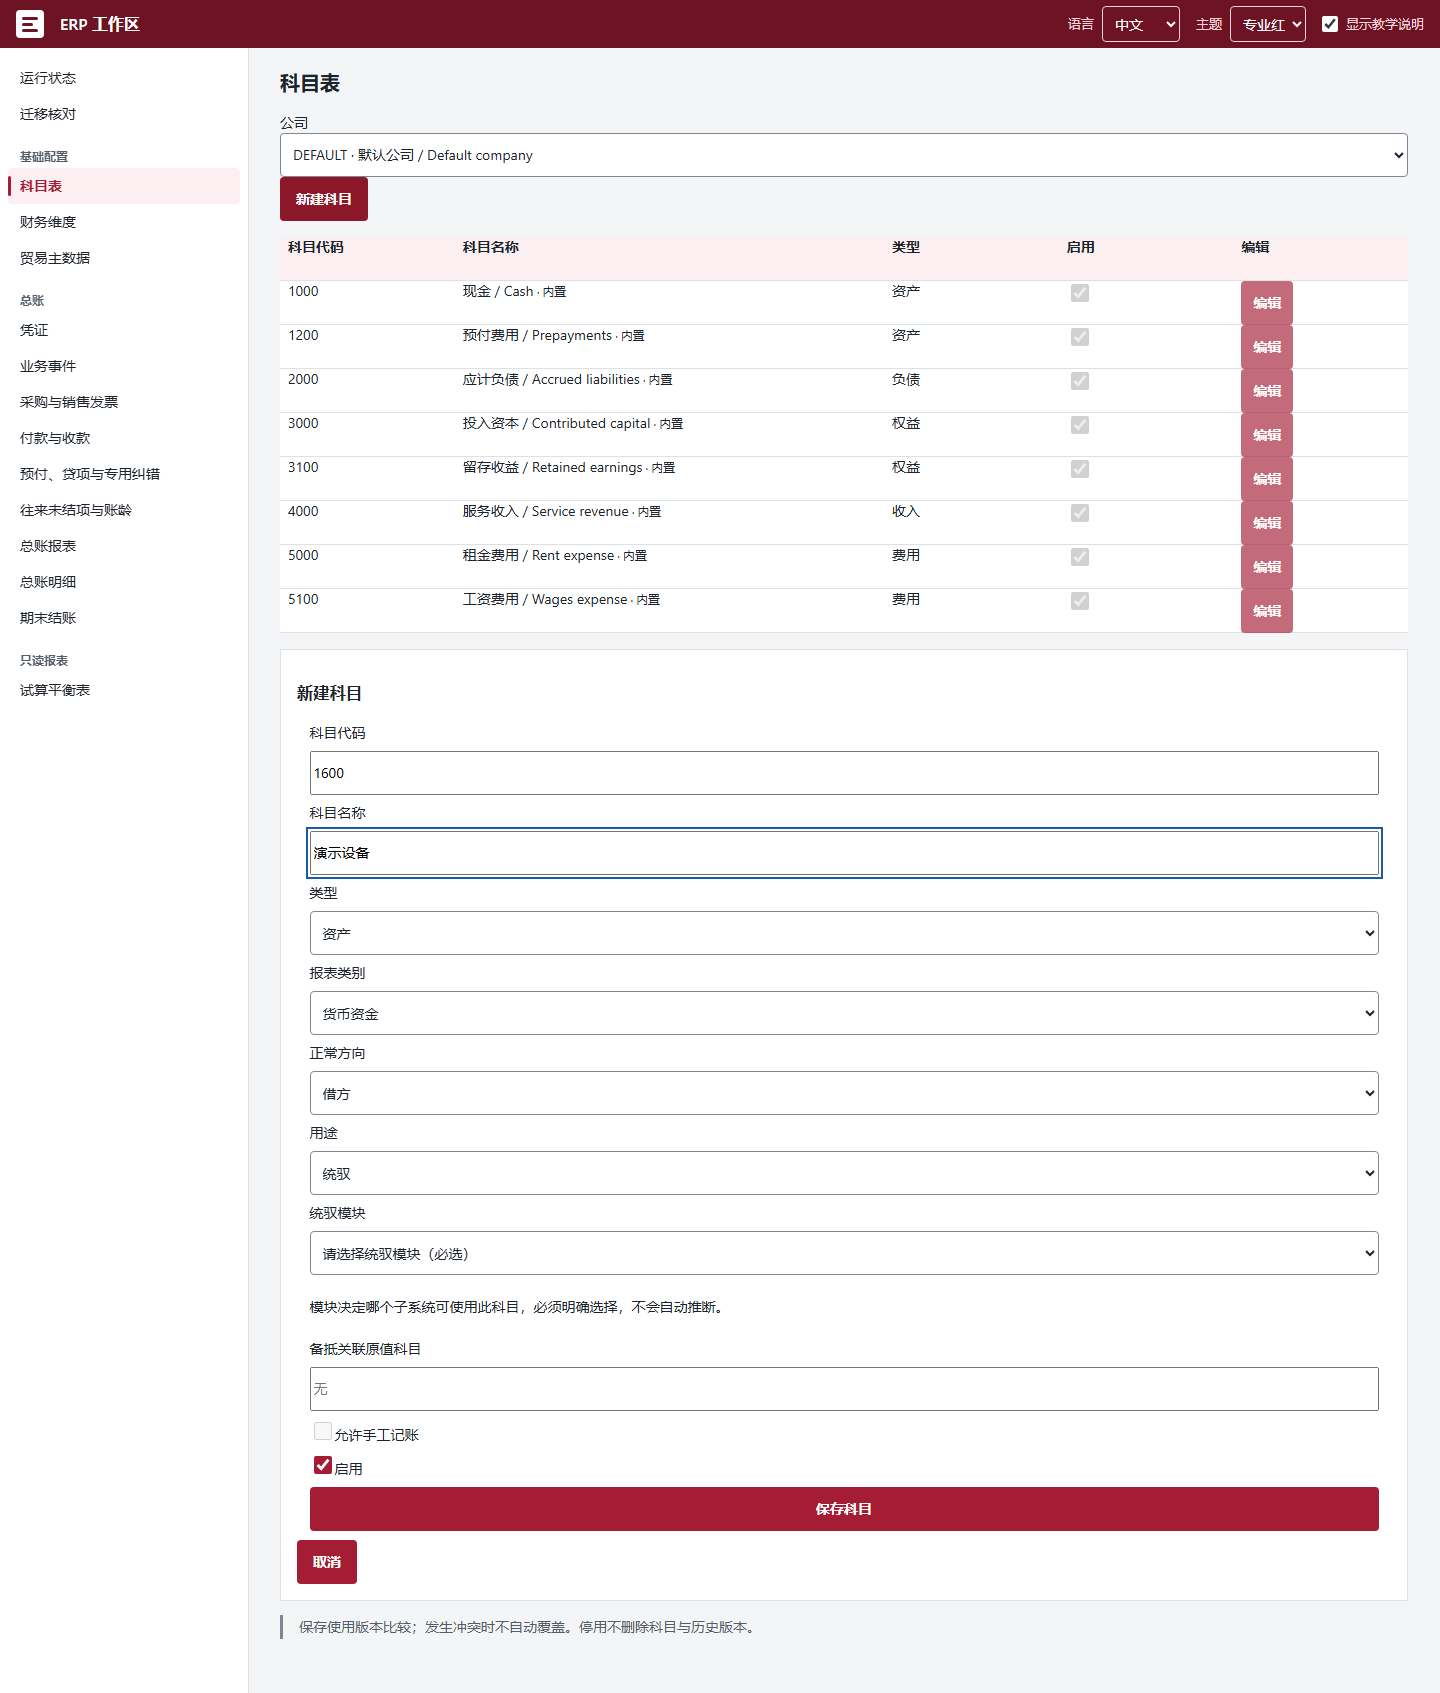 ERP 工作区
语言 中文 主题 专业红 显示教学说明
运行状态
迁移核对
基础配置
科目表
财务维度
贸易主数据
总账
凭证
业务事件
采购与销售发票
付款与收款
预付、贷项与专用纠错
往来未结项与账龄
总账报表
总账明细
期末结账
只读报表
试算平衡表
科目表
公司
DEFAULT · 默认公司 / Default company
新建科目
科目代码 科目名称 类型 启用 编辑
1000 现金 / Cash · 内置 资产 编辑
1200 预付费用 / Prepayments · 内置 资产 编辑
2000 应计负债 / Accrued liabilities · 内置 负债 编辑
3000 投入资本 / Contributed capital · 内置 权益 编辑
3100 留存收益 / Retained earnings · 内置 权益 编辑
4000 服务收入 / Service revenue · 内置 收入 编辑
5000 租金费用 / Rent expense · 内置 费用 编辑
5100 工资费用 / Wages expense · 内置 费用 编辑
新建科目
科目代码
1600
科目名称
演示设备
类型
资产
报表类别
货币资金
正常方向
借方
用途
统驭
统驭模块
请选择统驭模块（必选）
模块决定哪个子系统可使用此科目，必须明确选择，不会自动推断。
备抵关联原值科目
无
允许手工记账
启用
保存科目
取消
保存使用版本比较；发生冲突时不自动覆盖。停用不删除科目与历史版本。